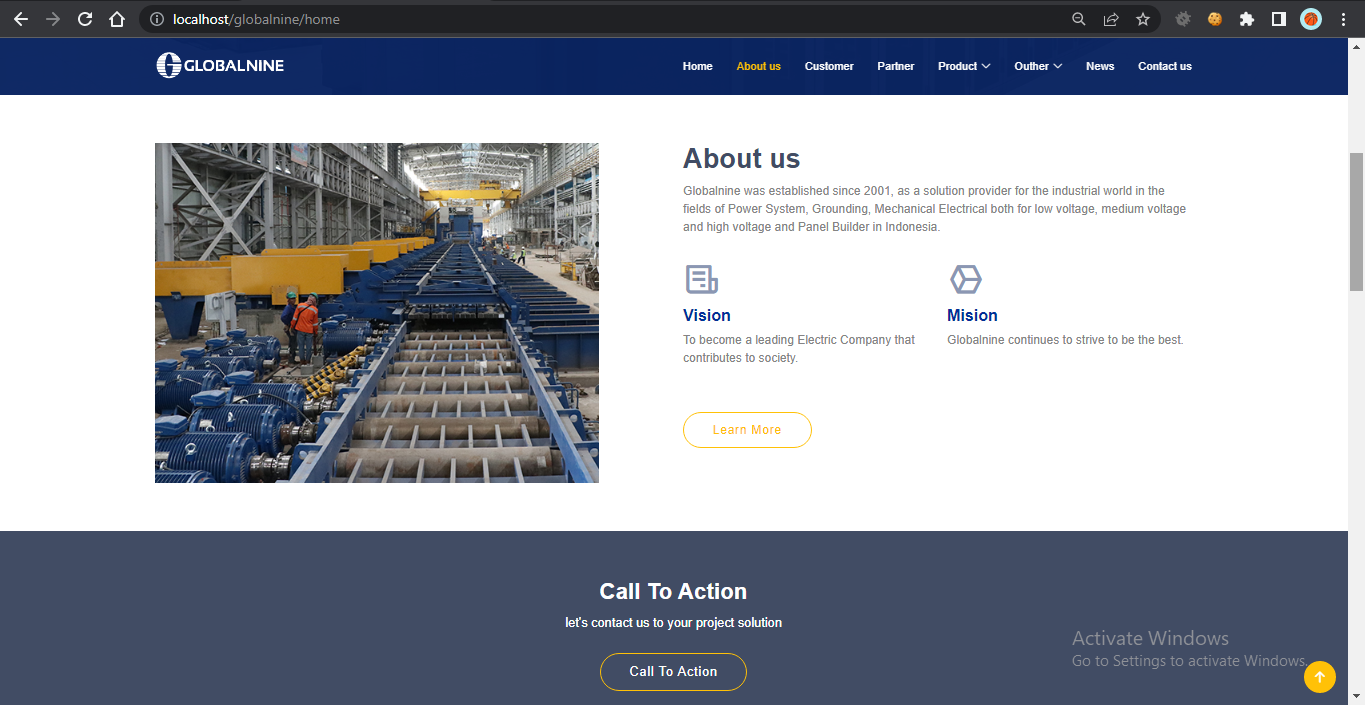 localhost/globalnine/home
GLOBALNINE
Home About us Customer Partner Product Outher News Contact us
About us
Globalnine was established since 2001, as a solution provider for the industrial world in the
fields of Power System, Grounding, Mechanical Electrical both for low voltage, medium voltage
and high voltage and Panel Builder in Indonesia.
Vision
To become a leading Electric Company that
contributes to society.
Mision
Globalnine continues to strive to be the best.
Learn More
Call To Action
let's contact us to your project solution
Call To Action
Activate Windows
Go to Settings to activate Windows.